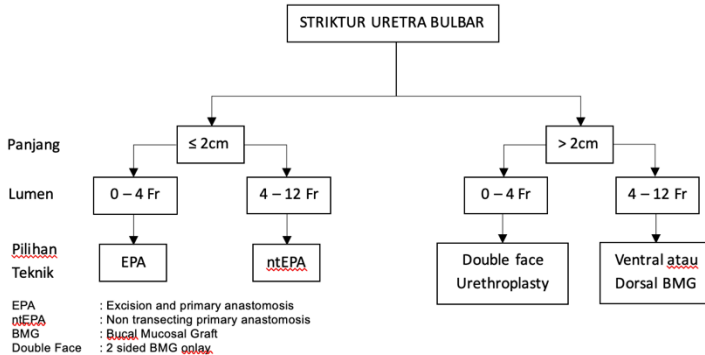 STRIKTUR URETRA BULBAR
Panjang
≤ 2cm
> 2cm
Lumen
0 – 4 Fr
4 – 12 Fr
0 – 4 Fr
4 – 12 Fr
Pilihan
Teknik
EPA
ntEPA
Double face
Urethroplasty
Ventral atau
Dorsal BMG
EPA : Excision and primary anastomosis
ntEPA : Non transecting primary anastomosis
BMG : Bucal Mucosal Graft
Double Face : 2 sided BMG onlay